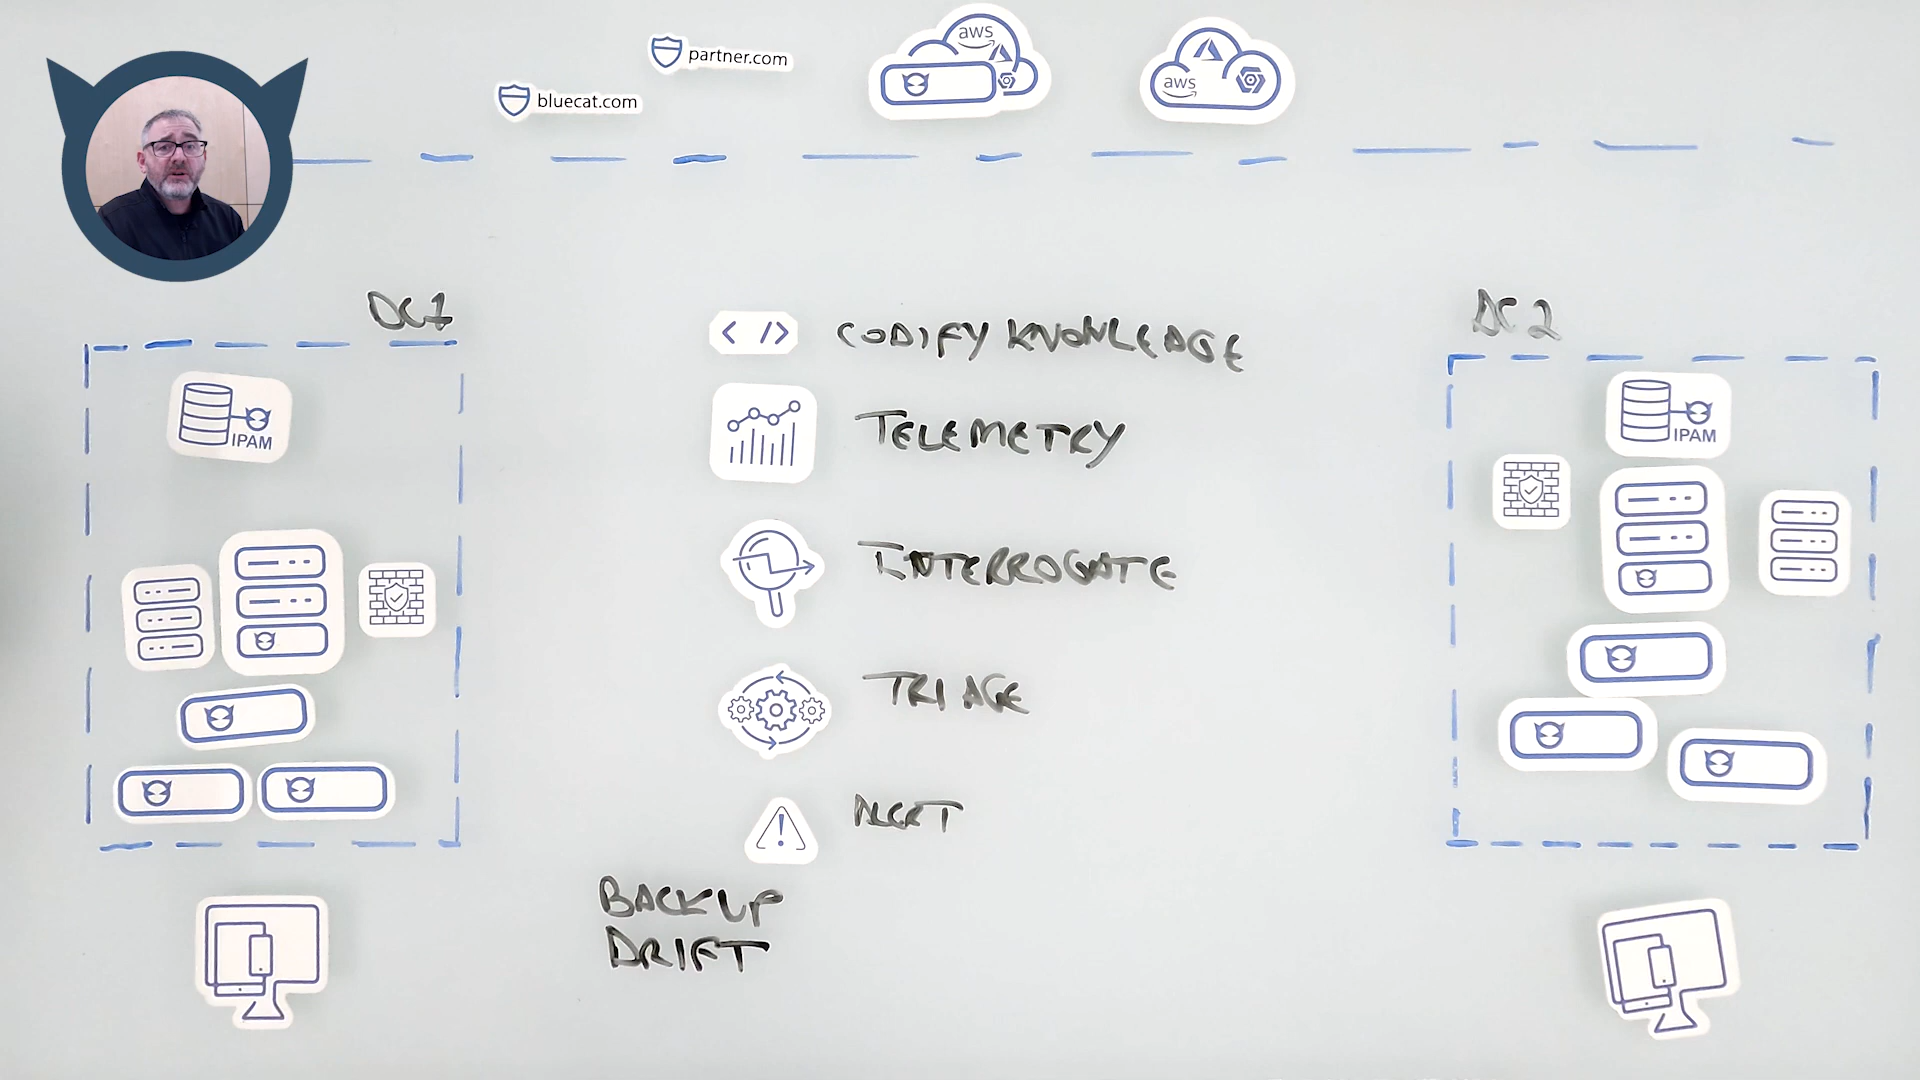 partner.com
bluecat.com
aws
aws
DC1
DC2
IPAM
IPAM
< /> CODIFY KNOWLEDGE
TELEMETRY
INTERROGATE
TRIAGE
! ALERT
BACKUP
DRIFT